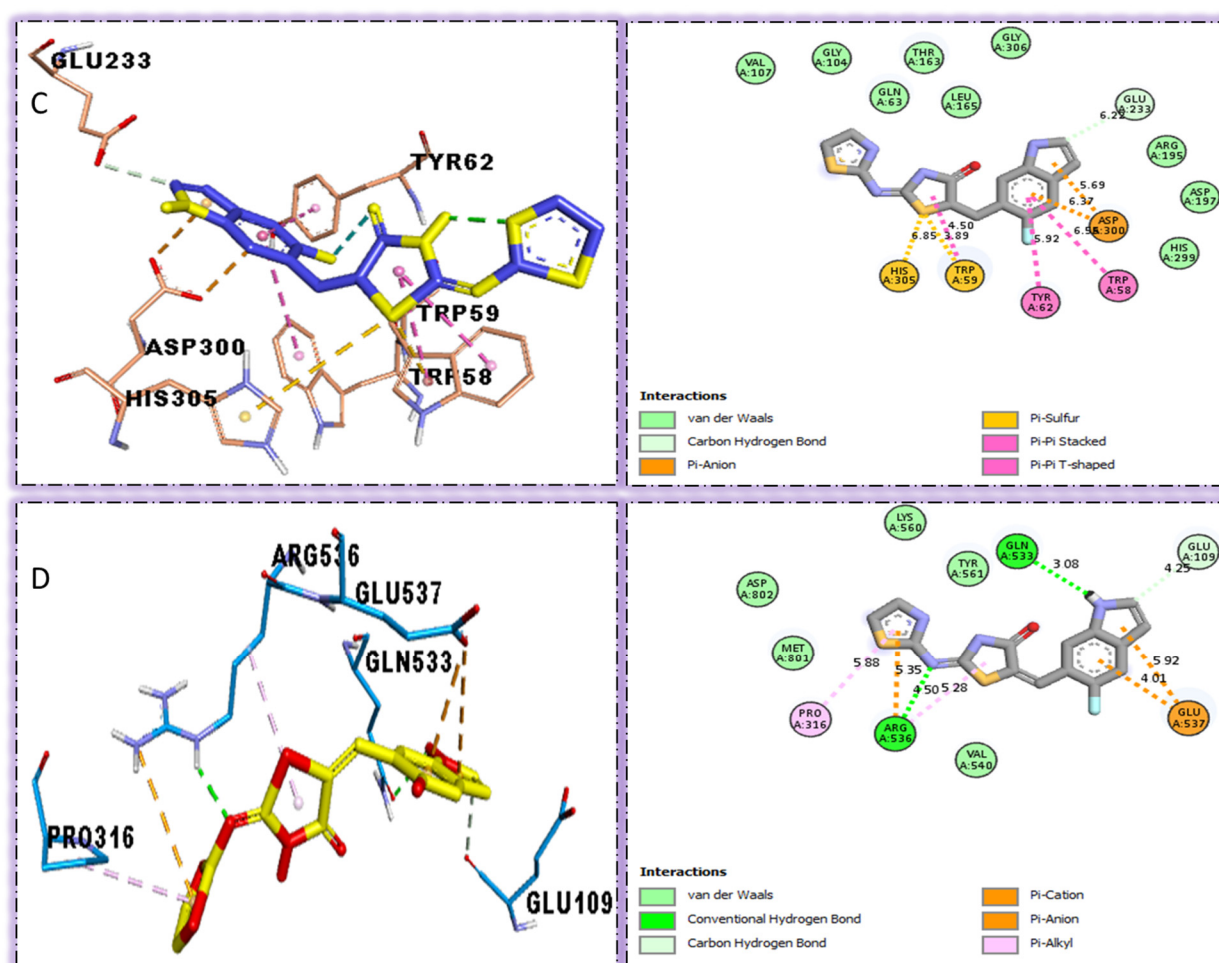 C
GLU233
TYR62
TRP59
ASP300
TRP58
HIS305
VAL
A:107
GLY
A:104
THR
A:163
GLY
A:306
GLN
A:63
LEU
A:165
GLU
A:233
6.22
ARG
A:195
ASP
A:197
5.69
6.37
ASP
A:300
4.50
6.85
3.89
5.92
HIS
A:299
HIS
A:305
TRP
A:59
TYR
A:62
TRP
A:58
Interactions
van der Waals
Carbon Hydrogen Bond
Pi-Anion
Pi-Sulfur
Pi-Pi Stacked
Pi-Pi T-shaped
D
ARG536
GLU537
GLN533
PRO316
GLU109
LYS
A:560
GLN
A:533
GLU
A:109
3.08
4.25
TYR
A:561
ASP
A:802
MET
A:801
5.88
5.35
4.50
5.28
5.92
4.01
PRO
A:316
ARG
A:536
GLU
A:537
VAL
A:540
Interactions
van der Waals
Conventional Hydrogen Bond
Carbon Hydrogen Bond
Pi-Cation
Pi-Anion
Pi-Alkyl